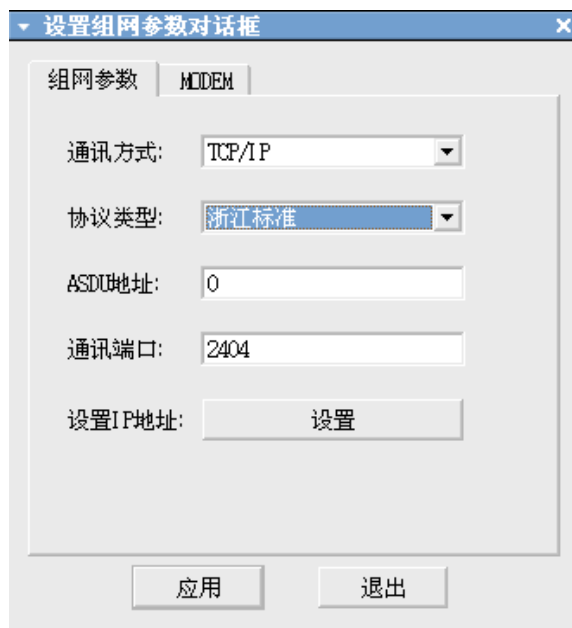 设置组网参数对话框
组网参数 MODEM
通讯方式: TCP/IP
协议类型: 浙江标准
ASDU地址: 0
通讯端口: 2404
设置IP地址: 设置
应用 退出